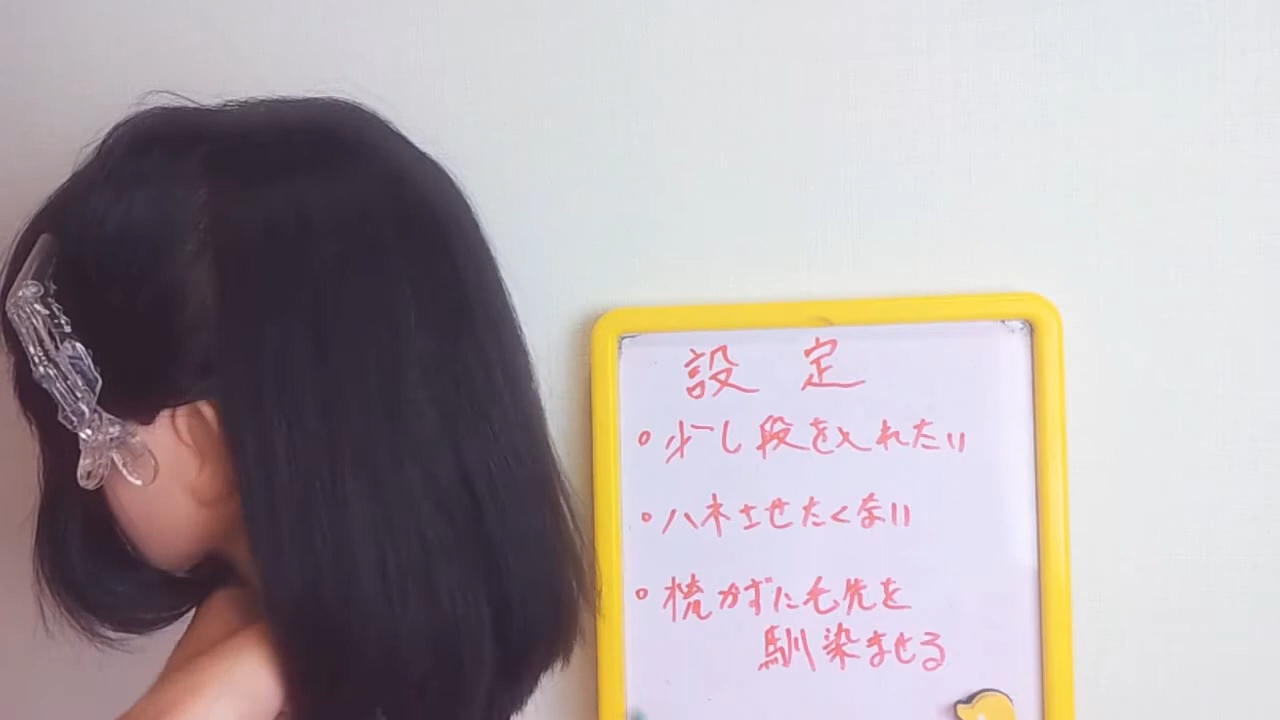 設 定
○少し段を入れたい
○ハネさせたくない
○梳かずに毛先を
馴染ませる